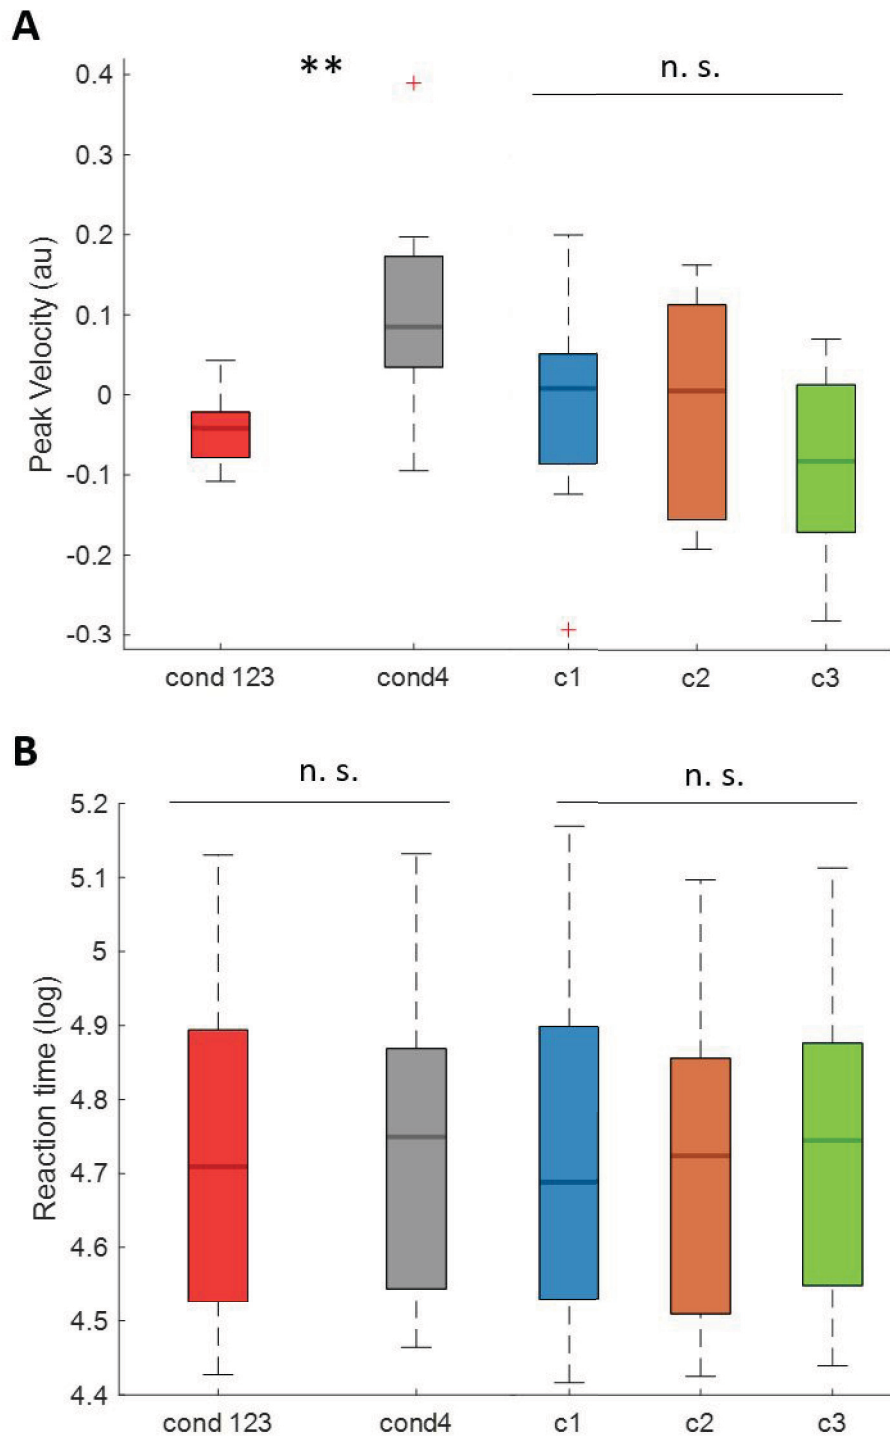 A
**
n. s.
Peak Velocity (au)
0.4
0.3
0.2
0.1
0
-0.1
-0.2
-0.3
cond 123
cond4
c1
c2
c3
B
n. s.
n. s.
Reaction time (log)
5.2
5.1
5
4.9
4.8
4.7
4.6
4.5
4.4
cond 123
cond4
c1
c2
c3